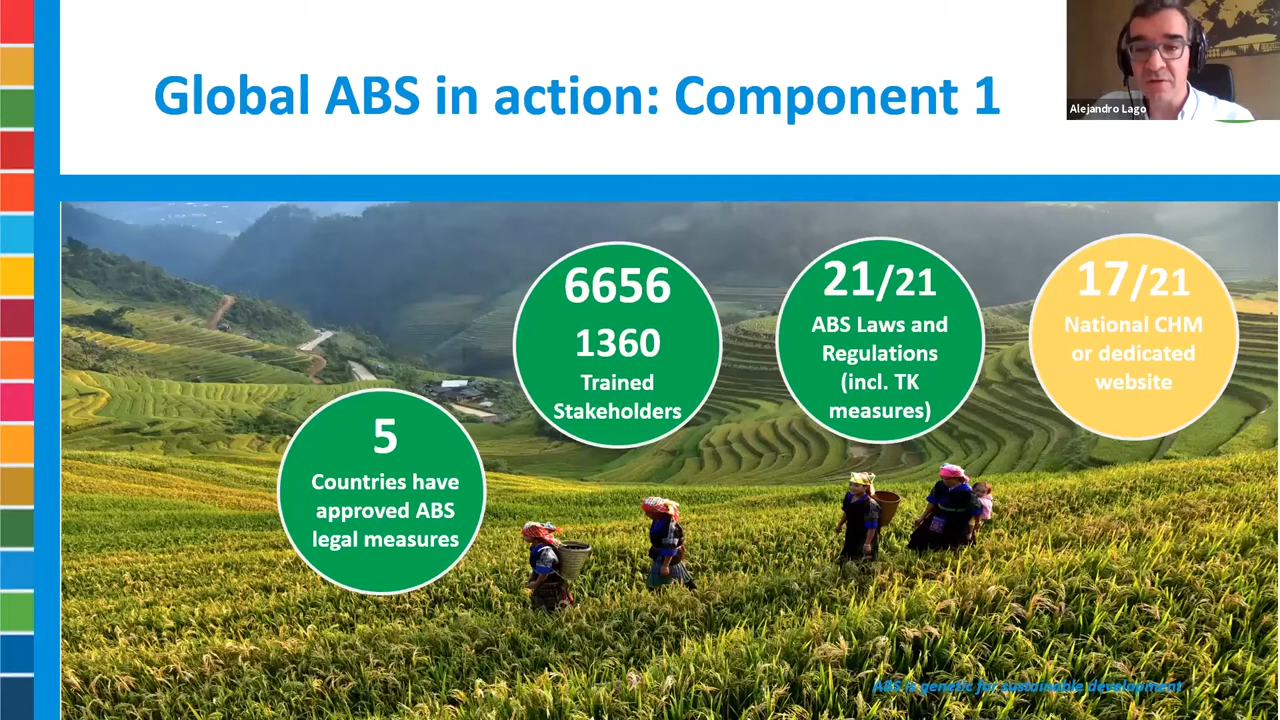 Global ABS in action: Component 1
Alejandro Lago
5
Countries have
approved ABS
legal measures
6656
1360
Trained
Stakeholders
21/21
ABS Laws and
Regulations
(incl. TK
measures)
17/21
National CHM
or dedicated
website
ABS is genetic for sustainable development